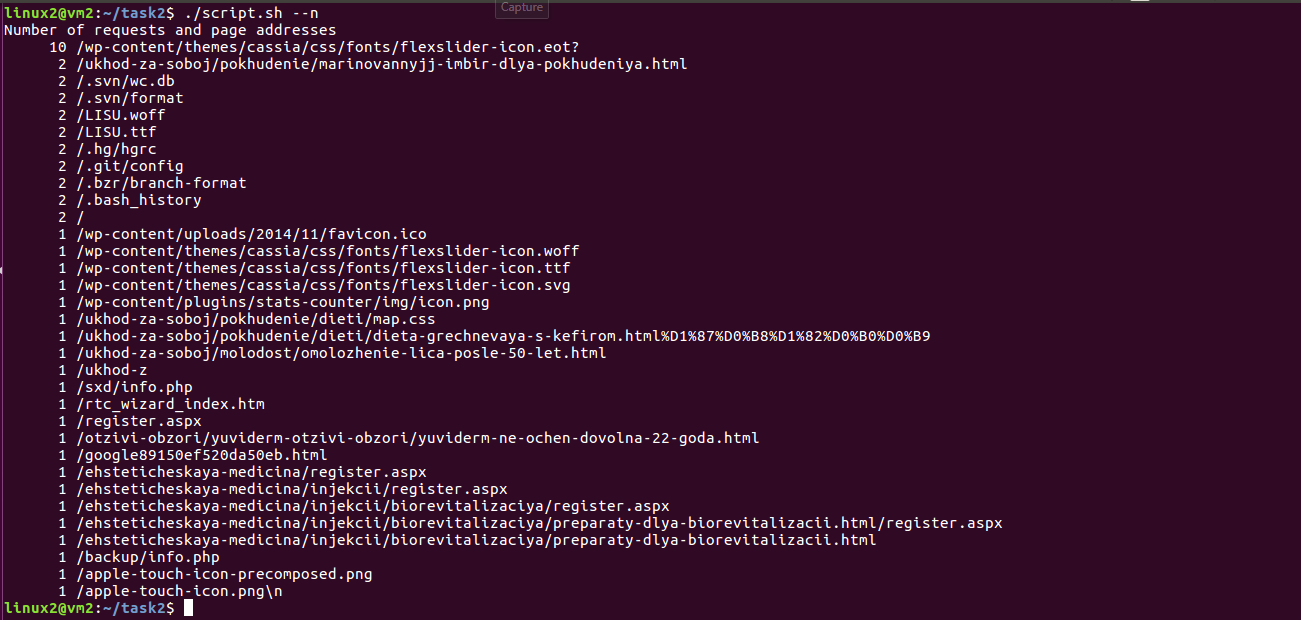 Capture
linux2@vm2:~/task2$ ./script.sh --n
Number of requests and page addresses
10 /wp-content/themes/cassia/css/fonts/flexslider-icon.eot?
2 /ukhod-za-soboj/pokhudenie/marinovannyjj-imbir-dlya-pokhudeniya.html
2 /.svn/wc.db
2 /.svn/format
2 /LISU.woff
2 /LISU.ttf
2 /.hg/hgrc
2 /.git/config
2 /.bzr/branch-format
2 /.bash_history
2 /
1 /wp-content/uploads/2014/11/favicon.ico
1 /wp-content/themes/cassia/css/fonts/flexslider-icon.woff
1 /wp-content/themes/cassia/css/fonts/flexslider-icon.ttf
1 /wp-content/themes/cassia/css/fonts/flexslider-icon.svg
1 /wp-content/plugins/stats-counter/img/icon.png
1 /ukhod-za-soboj/pokhudenie/dieti/map.css
1 /ukhod-za-soboj/pokhudenie/dieti/dieta-grechnevaya-s-kefirom.html%D1%87%D0%B8%D1%82%D0%B0%D0%B9
1 /ukhod-za-soboj/molodost/omolozhenie-lica-posle-50-let.html
1 /ukhod-z
1 /sxd/info.php
1 /rtc_wizard_index.htm
1 /register.aspx
1 /otzivi-obzori/yuviderm-otzivi-obzori/yuviderm-ne-ochen-dovolna-22-goda.html
1 /google89150ef520da50eb.html
1 /ehsteticheskaya-medicina/register.aspx
1 /ehsteticheskaya-medicina/injekcii/register.aspx
1 /ehsteticheskaya-medicina/injekcii/biorevitalizaciya/register.aspx
1 /ehsteticheskaya-medicina/injekcii/biorevitalizaciya/preparaty-dlya-biorevitalizacii.html/register.aspx
1 /ehsteticheskaya-medicina/injekcii/biorevitalizaciya/preparaty-dlya-biorevitalizacii.html
1 /backup/info.php
1 /apple-touch-icon-precomposed.png
1 /apple-touch-icon.png\n
linux2@vm2:~/task2$